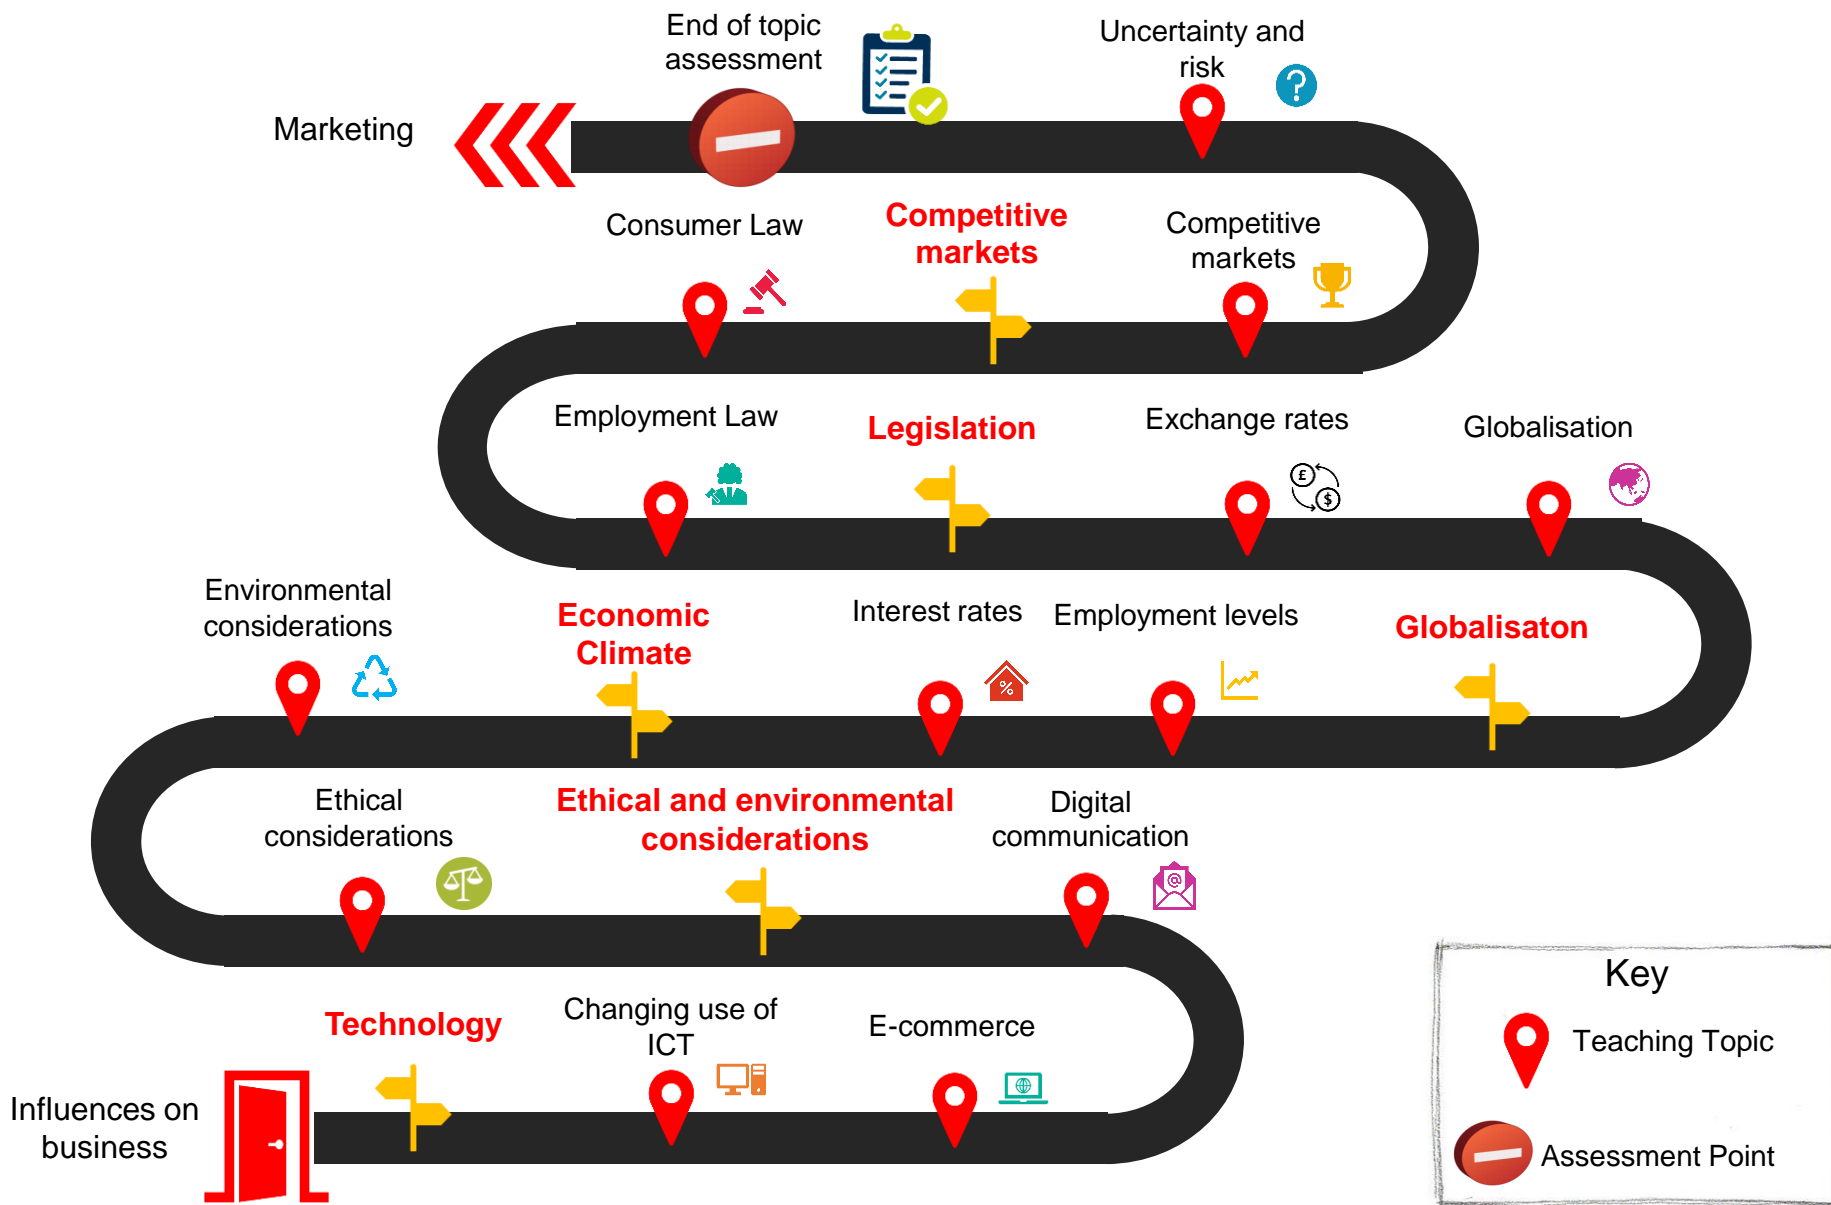 End of topic
assessment
Uncertainty and
risk
?
Marketing
Consumer Law
Competitive
markets
Competitive
markets
Employment Law
Legislation
Exchange rates
£
$
Globalisation
Environmental
considerations
Economic
Climate
Interest rates
%
Employment levels
Globalisaton
Ethical
considerations
Ethical and environmental
considerations
Digital
communication
@
Technology
Changing use of
ICT
E-commerce
Influences on
business
Key
Teaching Topic
Assessment Point